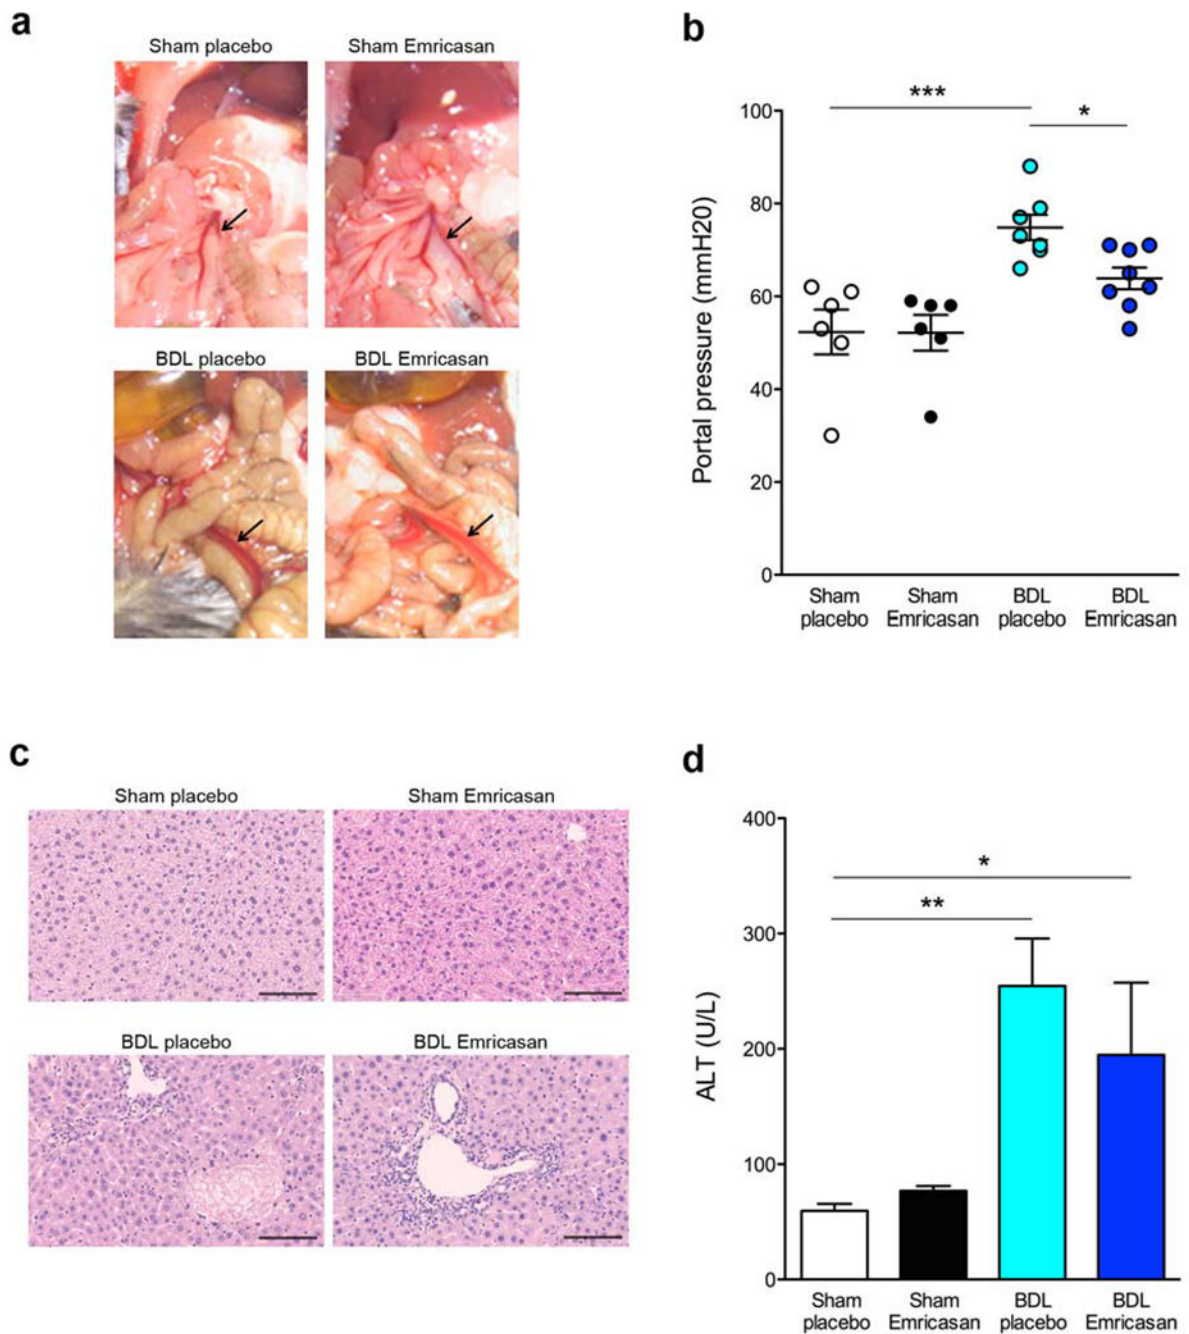 a
Sham placebo
Sham Emricasan
BDL placebo
BDL Emricasan
b
***
*
100
80
60
40
20
0
Portal pressure (mmH20)
Sham
placebo
Sham
Emricasan
BDL
placebo
BDL
Emricasan
c
Sham placebo
Sham Emricasan
BDL placebo
BDL Emricasan
d
400
300
200
100
0
ALT (U/L)
*
**
Sham
placebo
Sham
Emricasan
BDL
placebo
BDL
Emricasan